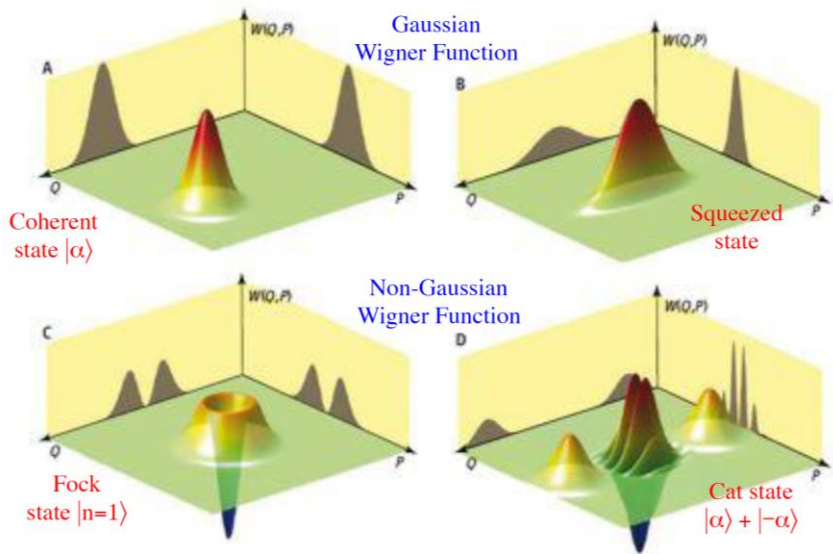 Gaussian
Wigner Function
A
W(Q,P)
Q
P
Coherent
state |α⟩
B
W(Q,P)
Q
P
Squeezed
state
Non-Gaussian
Wigner Function
C
W(Q,P)
Q
P
Fock
state |n=1⟩
D
W(Q,P)
Q
P
Cat state
|α⟩ + |−α⟩